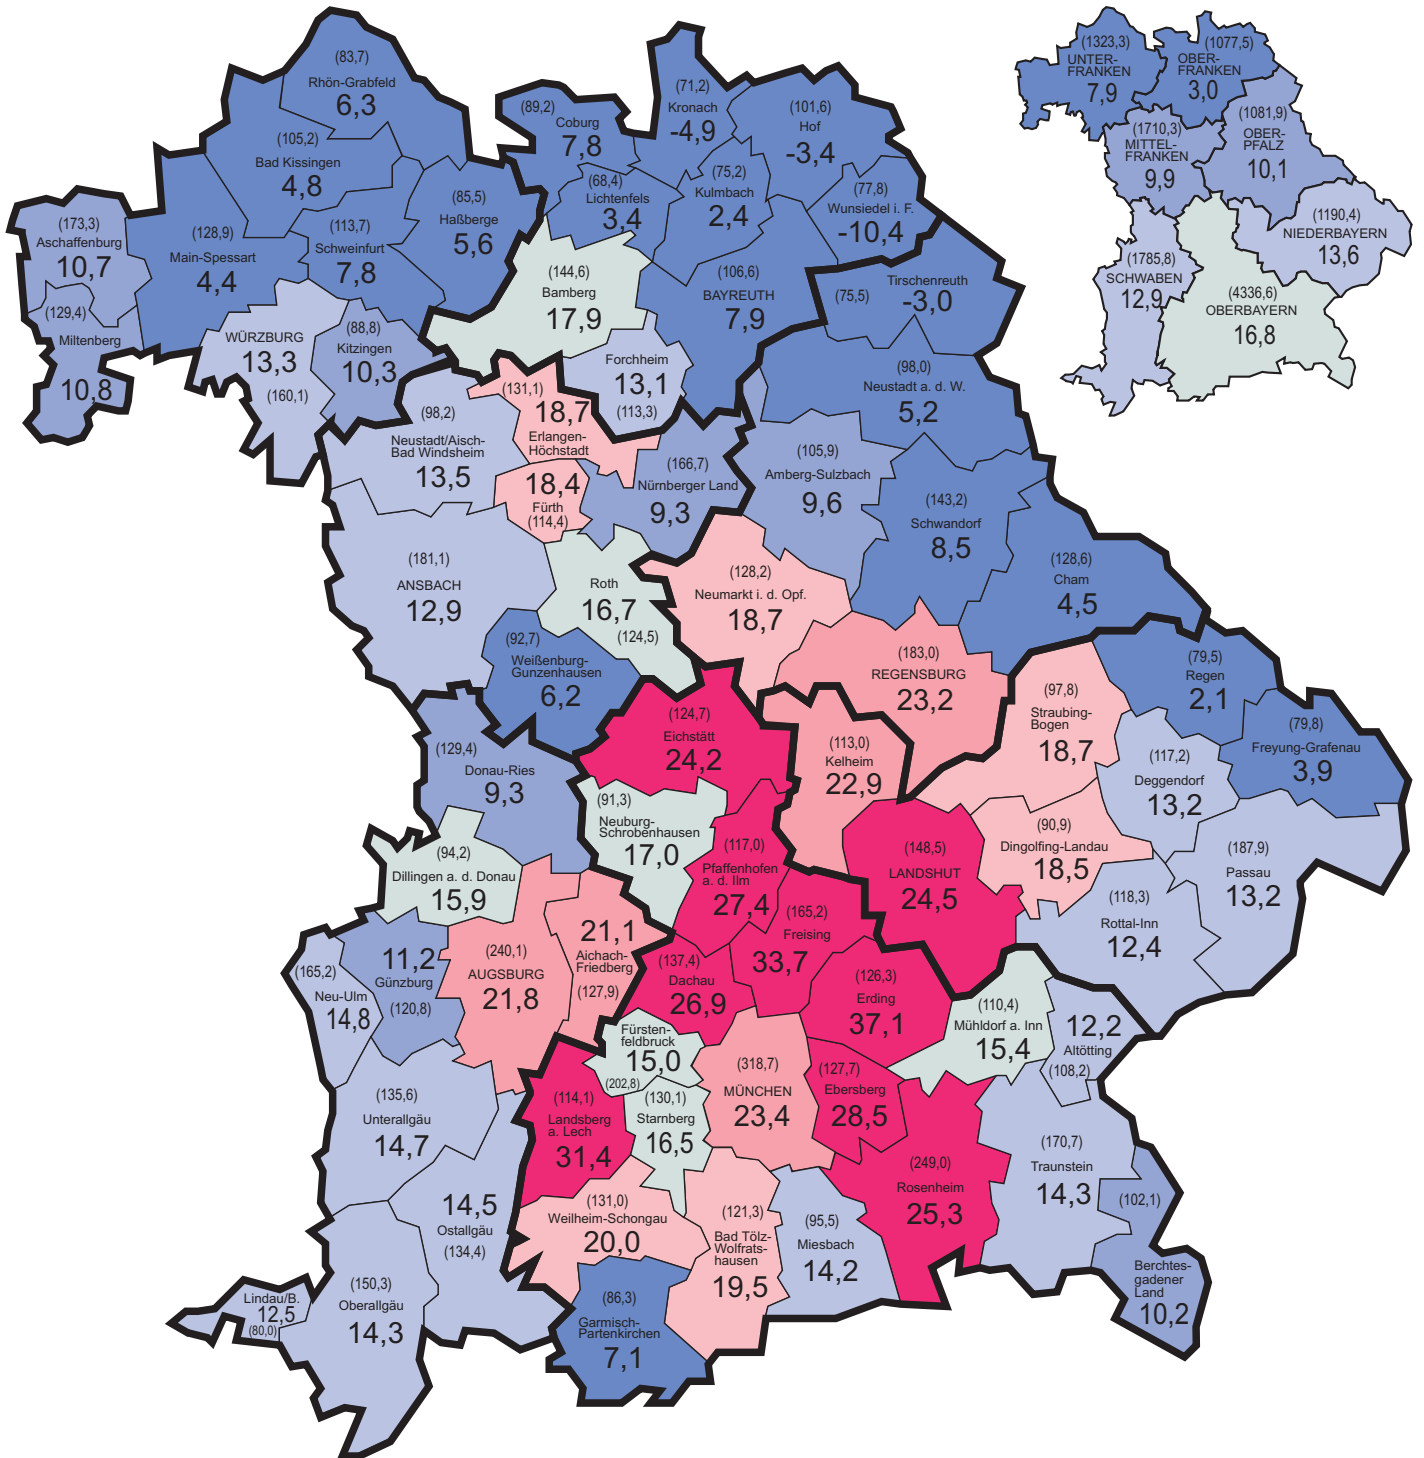 (83,7)
Rhön-Grabfeld
6,3
(105,2)
Bad Kissingen
4,8
(173,3)
Aschaffenburg
10,7
(128,9)
Main-Spessart
4,4
(113,7)
Schweinfurt
7,8
(85,5)
Haßberge
5,6
(129,4)
Miltenberg
10,8
WÜRZBURG
13,3
(160,1)
(88,8)
Kitzingen
10,3
(89,2)
Coburg
7,8
(71,2)
Kronach
-4,9
(101,6)
Hof
-3,4
(68,4)
Lichtenfels
3,4
(75,2)
Kulmbach
2,4
(77,8)
Wunsiedel i. F.
-10,4
(144,6)
Bamberg
17,9
(106,6)
BAYREUTH
7,9
Forchheim
13,1
(113,3)
Tirschenreuth
(75,5)
-3,0
(98,0)
Neustadt a. d. W.
5,2
(105,9)
Amberg-Sulzbach
9,6
(143,2)
Schwandorf
8,5
(128,6)
Cham
4,5
(128,2)
Neumarkt i. d. Opf.
18,7
(183,0)
REGENSBURG
23,2
(98,2)
Neustadt/Aisch-
Bad Windsheim
13,5
(131,1)
18,7
Erlangen-
Höchstadt
18,4
Fürth
(114,4)
(166,7)
Nürnberger Land
9,3
(181,1)
ANSBACH
12,9
Roth
16,7
(124,5)
(92,7)
Weißenburg-
Gunzenhausen
6,2
(79,5)
Regen
2,1
(97,8)
Straubing-
Bogen
18,7
(79,8)
Freyung-Grafenau
3,9
(117,2)
Deggendorf
13,2
(113,0)
Kelheim
22,9
(90,9)
Dingolfing-Landau
18,5
(187,9)
Passau
13,2
(148,5)
LANDSHUT
24,5
(118,3)
Rottal-Inn
12,4
(129,4)
Donau-Ries
9,3
(94,2)
Dillingen a. d. Donau
15,9
(165,2)
Neu-Ulm
14,8
11,2
Günzburg
(120,8)
(240,1)
AUGSBURG
21,8
21,1
Aichach-
Friedberg
(127,9)
(135,6)
Unterallgäu
14,7
14,5
Ostallgäu
(134,4)
Lindau/B.
12,5
(80,0)
(150,3)
Oberallgäu
14,3
(124,7)
Eichstätt
24,2
(91,3)
Neuburg-
Schrobenhausen
17,0
(117,0)
Pfaffenhofen
a. d. Ilm
27,4
(165,2)
Freising
33,7
(137,4)
Dachau
26,9
(126,3)
Erding
37,1
(110,4)
Mühldorf a. Inn
15,4
12,2
Altötting
(108,2)
Fürsten-
feldbruck
15,0
(202,8)
(318,7)
MÜNCHEN
23,4
(127,7)
Ebersberg
28,5
(114,1)
Landsberg
a. Lech
31,4
(130,1)
Starnberg
16,5
(170,7)
Traunstein
14,3
(249,0)
Rosenheim
25,3
(102,1)
Berchtes-
gadener
Land
10,2
(131,0)
Weilheim-Schongau
20,0
(121,3)
Bad Tölz-
Wolfrats-
hausen
19,5
(95,5)
Miesbach
14,2
(86,3)
Garmisch-
Partenkirchen
7,1
(1323,3)
UNTER-
FRANKEN
7,9
(1077,5)
OBER-
FRANKEN
3,0
(1710,3)
MITTEL-
FRANKEN
9,9
(1081,9)
OBER-
PFALZ
10,1
(1190,4)
NIEDERBAYERN
13,6
(1785,8)
SCHWABEN
12,9
(4336,6)
OBERBAYERN
16,8